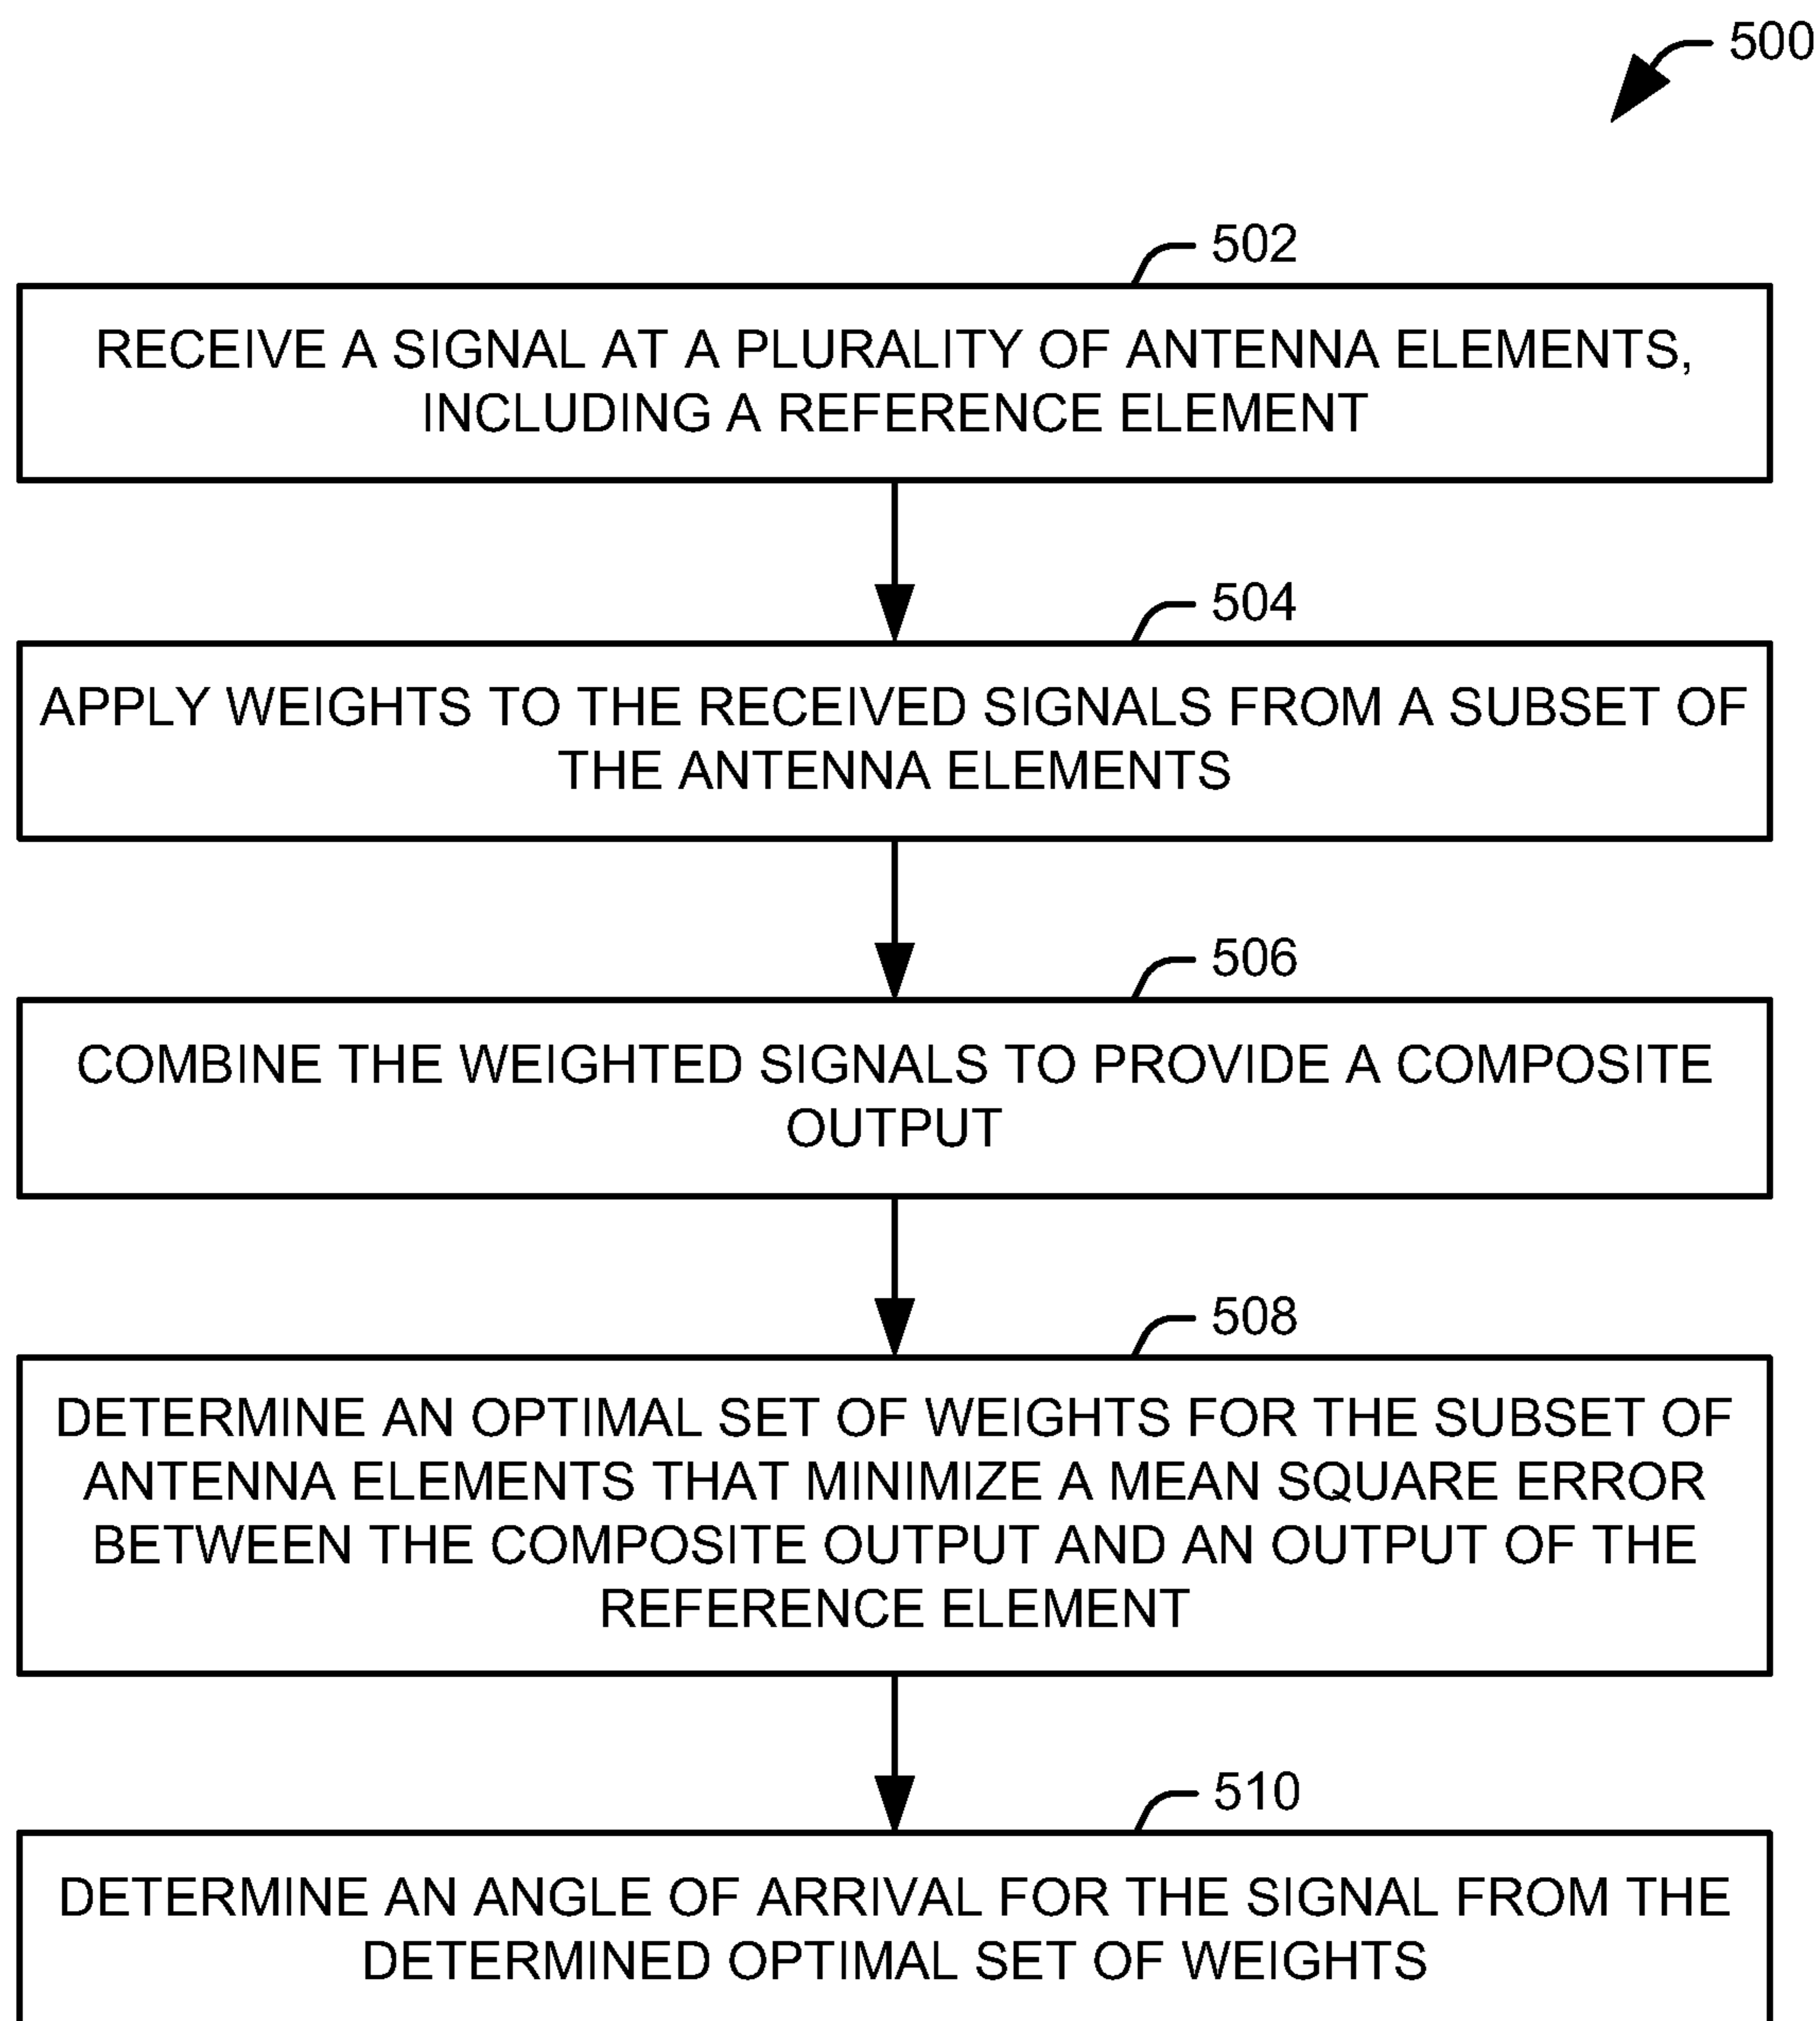 500
502
RECEIVE A SIGNAL AT A PLURALITY OF ANTENNA ELEMENTS,
INCLUDING A REFERENCE ELEMENT
504
APPLY WEIGHTS TO THE RECEIVED SIGNALS FROM A SUBSET OF
THE ANTENNA ELEMENTS
506
COMBINE THE WEIGHTED SIGNALS TO PROVIDE A COMPOSITE
OUTPUT
508
DETERMINE AN OPTIMAL SET OF WEIGHTS FOR THE SUBSET OF
ANTENNA ELEMENTS THAT MINIMIZE A MEAN SQUARE ERROR
BETWEEN THE COMPOSITE OUTPUT AND AN OUTPUT OF THE
REFERENCE ELEMENT
510
DETERMINE AN ANGLE OF ARRIVAL FOR THE SIGNAL FROM THE
DETERMINED OPTIMAL SET OF WEIGHTS